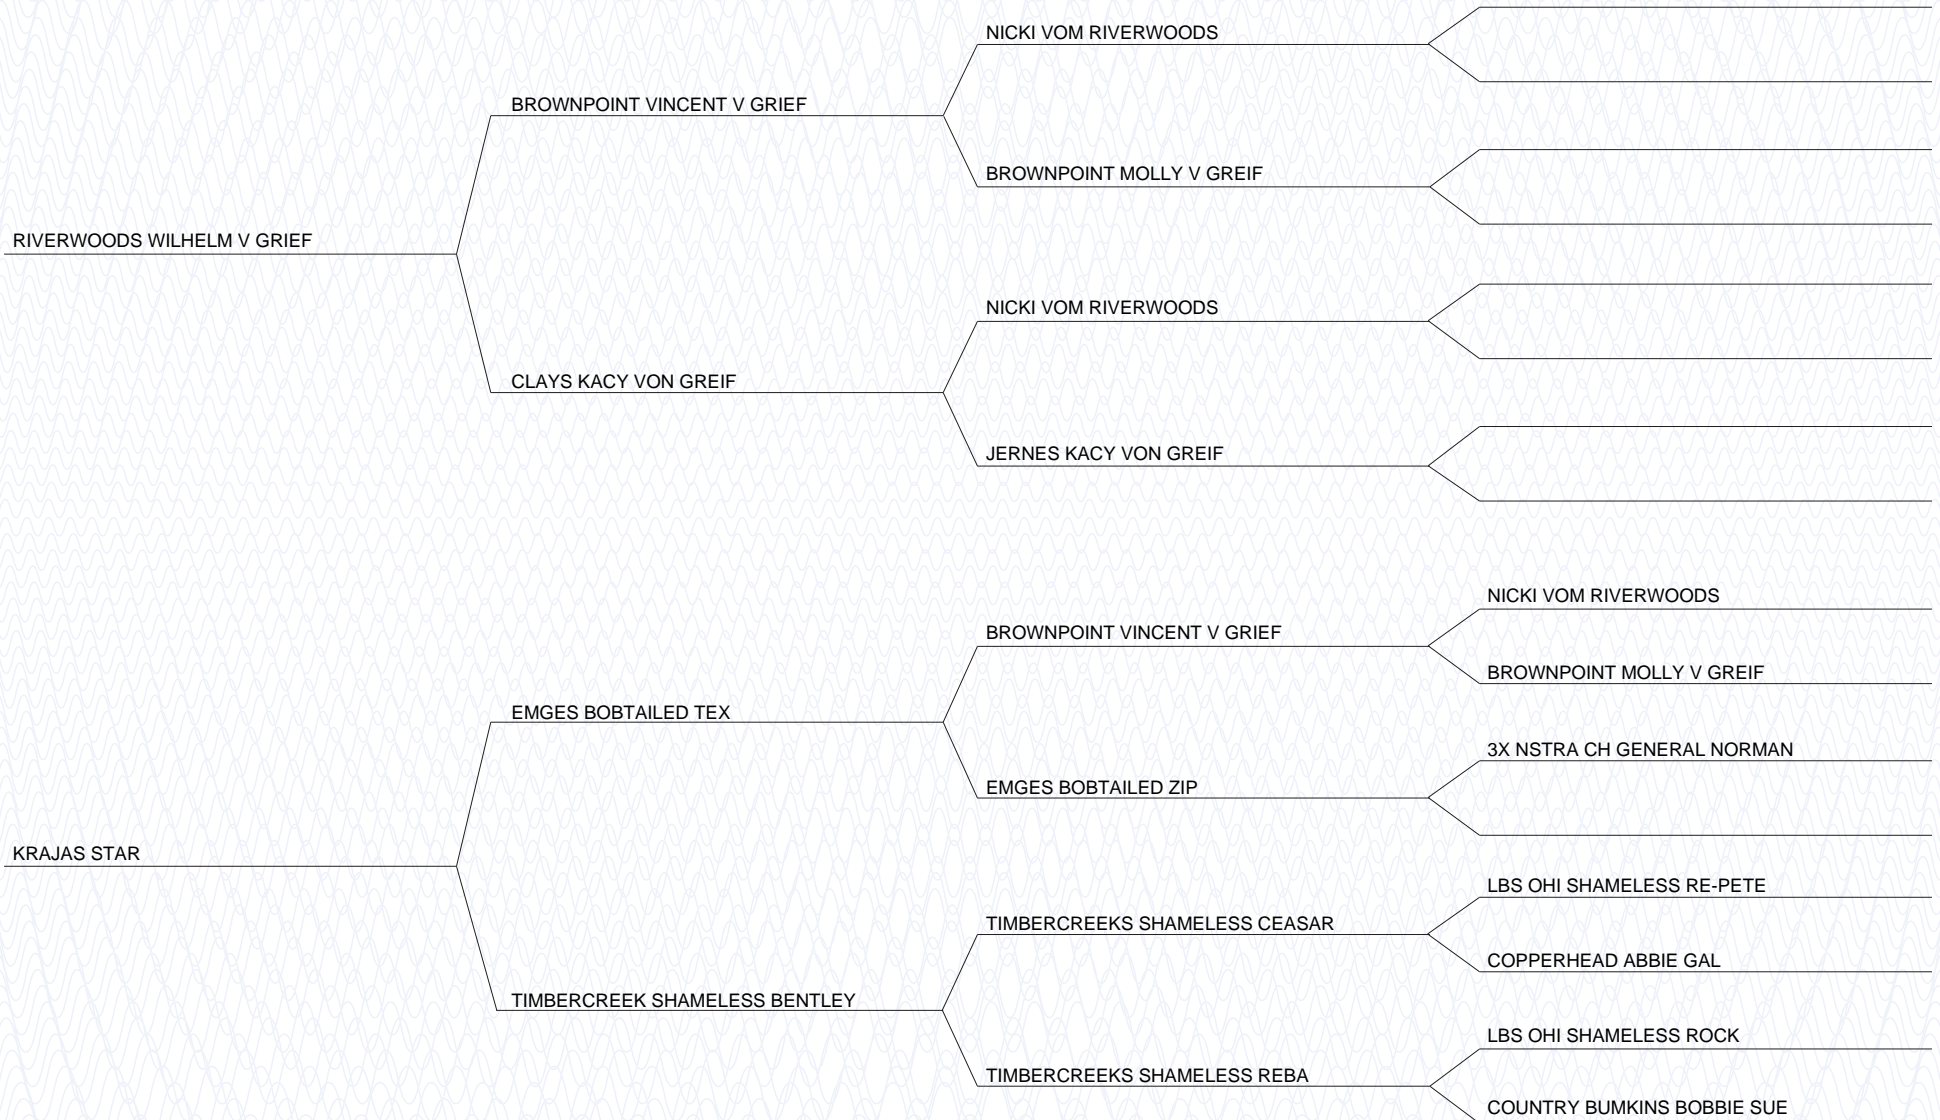 NICKI VOM RIVERWOODS
BROWNPOINT VINCENT V GRIEF
BROWNPOINT MOLLY V GREIF
RIVERWOODS WILHELM V GRIEF
NICKI VOM RIVERWOODS
CLAYS KACY VON GREIF
JERNES KACY VON GREIF
NICKI VOM RIVERWOODS
BROWNPOINT VINCENT V GRIEF
BROWNPOINT MOLLY V GREIF
EMGES BOBTAILED TEX
3X NSTRA CH GENERAL NORMAN
EMGES BOBTAILED ZIP
KRAJAS STAR
LBS OHI SHAMELESS RE-PETE
TIMBERCREEKS SHAMELESS CEASAR
COPPERHEAD ABBIE GAL
TIMBERCREEK SHAMELESS BENTLEY
LBS OHI SHAMELESS ROCK
TIMBERCREEKS SHAMELESS REBA
COUNTRY BUMKINS BOBBIE SUE